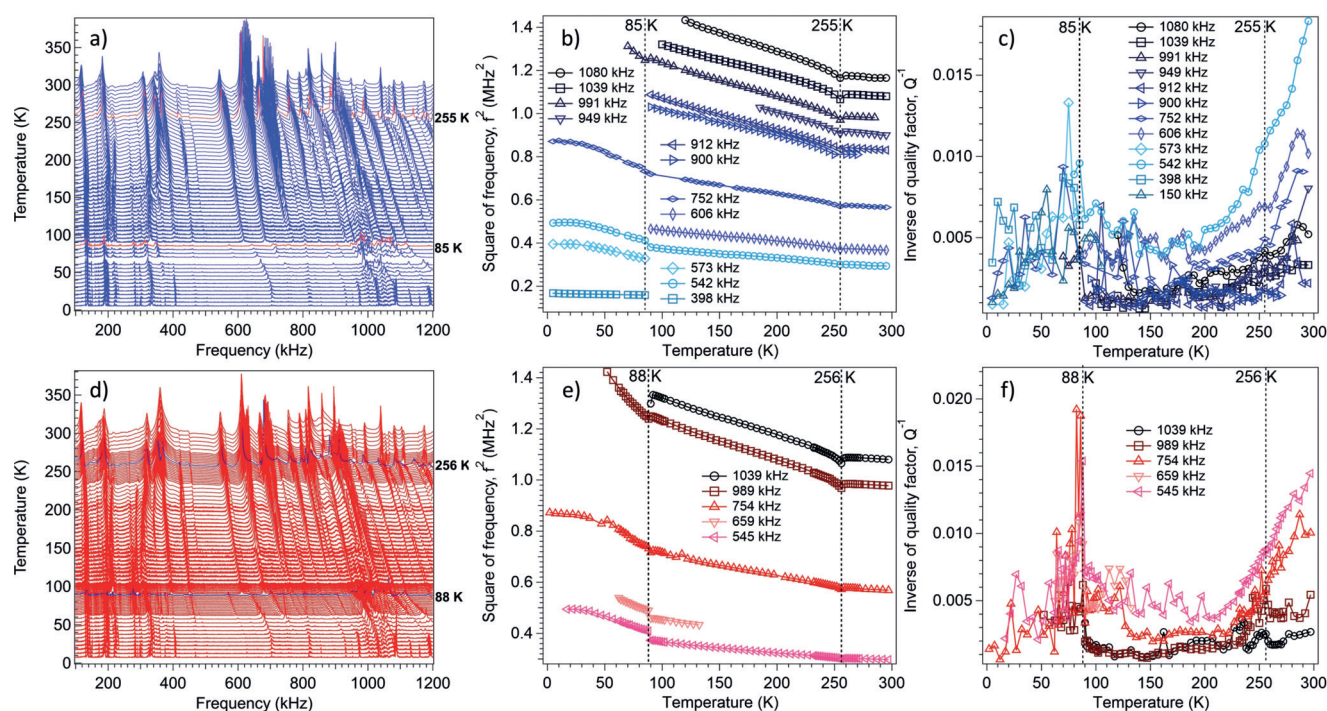 a)
Temperature (K)
350
300
250
200
150
100
50
0
255 K
85 K
200 400 600 800 1000 1200
Frequency (kHz)
b)
85 K
255 K
Square of frequency, f² (MHz²)
1.4
1.2
1.0
0.8
0.6
0.4
0.2
1080 kHz
1039 kHz
991 kHz
949 kHz
912 kHz
900 kHz
752 kHz
606 kHz
573 kHz
542 kHz
398 kHz
0 50 100 150 200 250 300
Temperature (K)
c)
85 K
255 K
Inverse of quality factor, Q⁻¹
0.015
0.010
0.005
1080 kHz
1039 kHz
991 kHz
949 kHz
912 kHz
900 kHz
752 kHz
606 kHz
573 kHz
542 kHz
398 kHz
150 kHz
0 50 100 150 200 250 300
Temperature (K)
d)
Temperature (K)
350
300
250
200
150
100
50
0
256 K
88 K
200 400 600 800 1000 1200
Frequency (kHz)
e)
88 K
256 K
Square of frequency, f² (MHz²)
1.4
1.2
1.0
0.8
0.6
0.4
1039 kHz
989 kHz
754 kHz
659 kHz
545 kHz
0 50 100 150 200 250 300
Temperature (K)
f)
88 K
256 K
Inverse of quality factor, Q⁻¹
0.020
0.015
0.010
0.005
1039 kHz
989 kHz
754 kHz
659 kHz
545 kHz
0 50 100 150 200 250 300
Temperature (K)